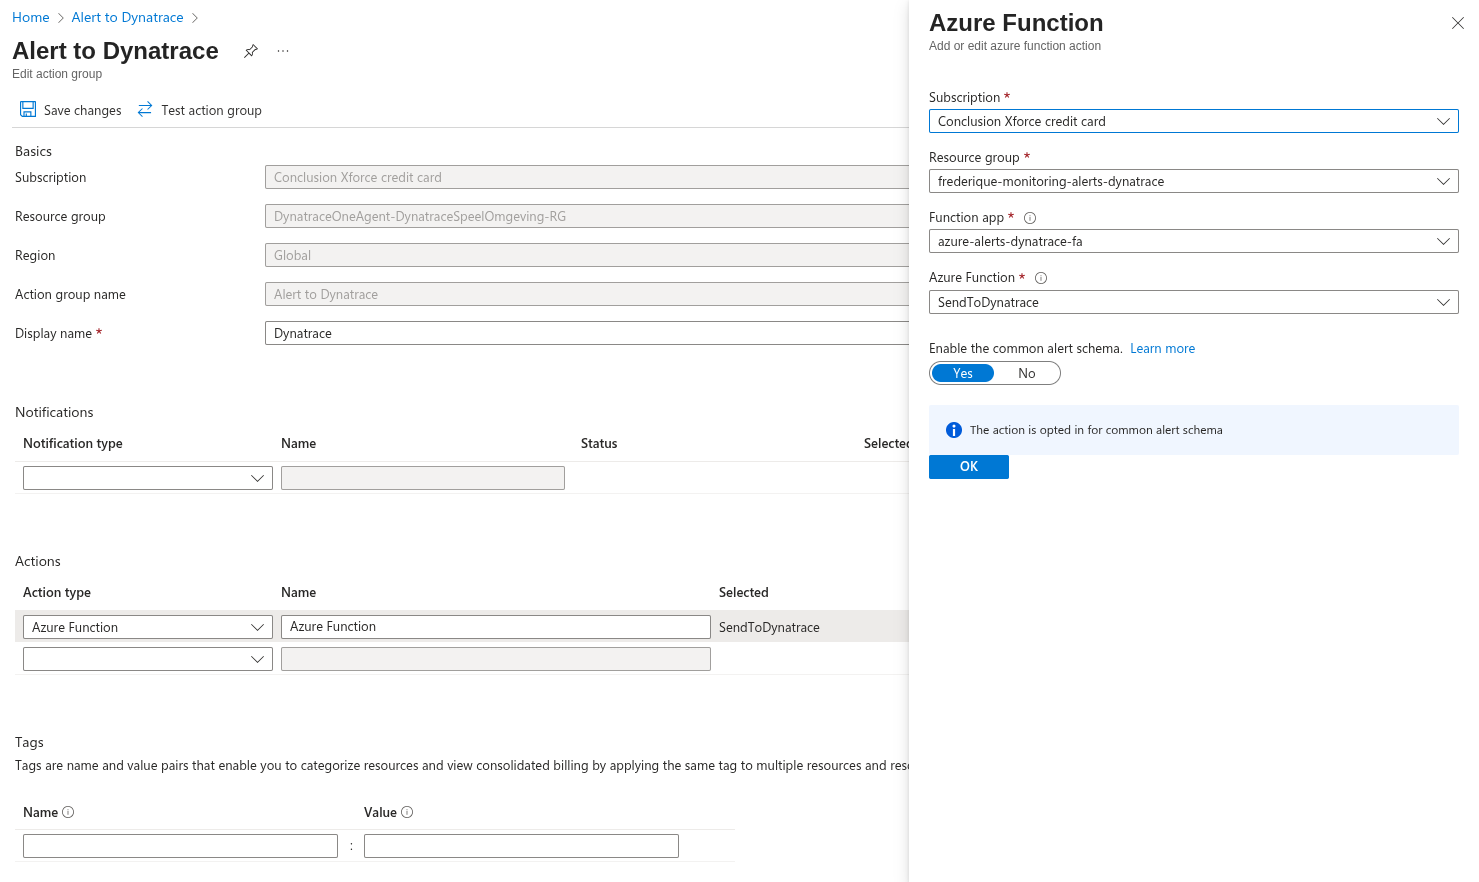 Home > Alert to Dynatrace >
Alert to Dynatrace ...
Edit action group
Save changes Test action group
Basics
Subscription Conclusion Xforce credit card
Resource group DynatraceOneAgent-DynatraceSpeelOmgeving-RG
Region Global
Action group name Alert to Dynatrace
Display name * Dynatrace
Notifications
Notification type Name Status Selected
Actions
Action type Name Selected
Azure Function Azure Function SendToDynatrace
Tags
Tags are name and value pairs that enable you to categorize resources and view consolidated billing by applying the same tag to multiple resources and
Name Value
:
Azure Function
Add or edit azure function action
Subscription *
Conclusion Xforce credit card
Resource group *
frederique-monitoring-alerts-dynatrace
Function app *
azure-alerts-dynatrace-fa
Azure Function *
SendToDynatrace
Enable the common alert schema. Learn more
Yes No
The action is opted in for common alert schema
OK